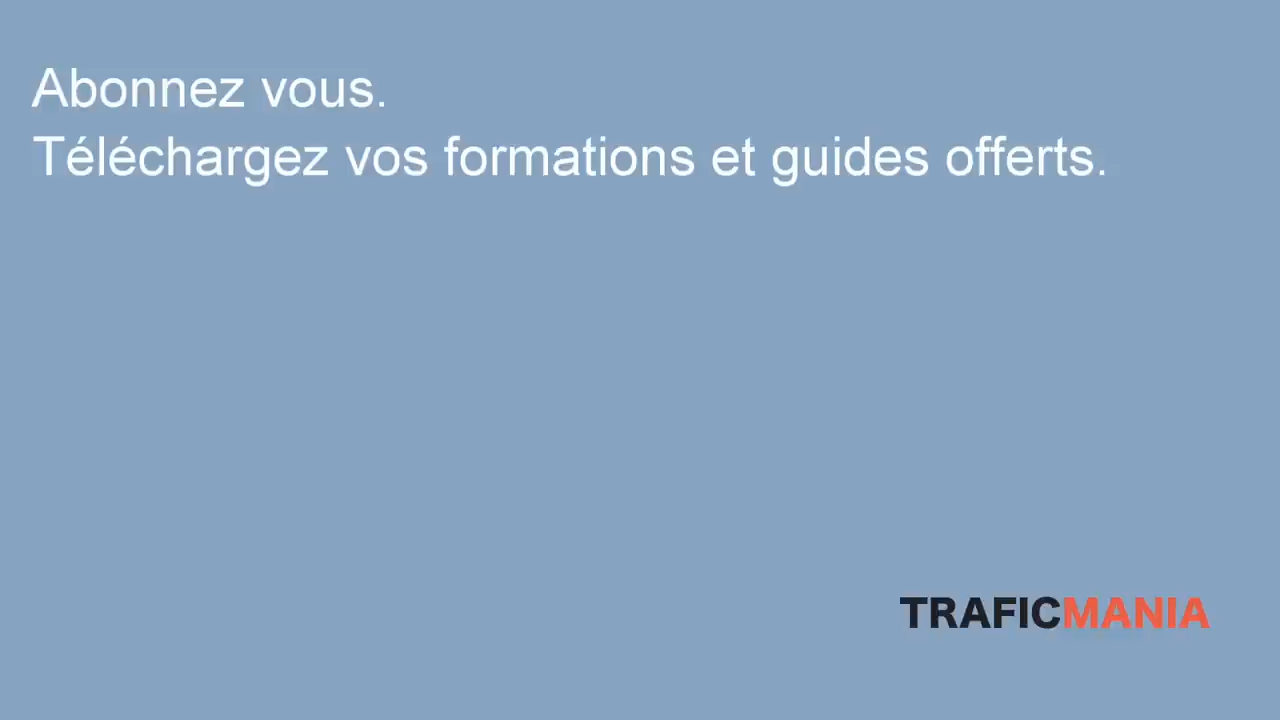 Abonnez vous.
Téléchargez vos formations et guides offerts.
TRAFICMANIA